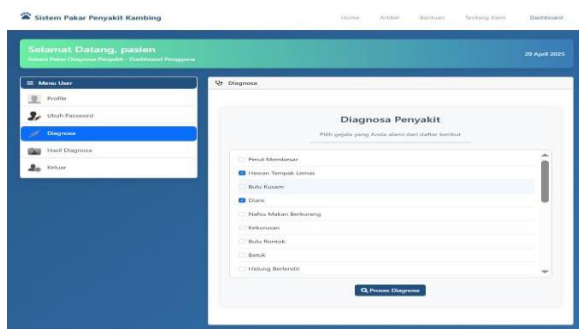 Sistem Pakar Penyakit Kambing
Home Artikel Bantuan Tentang Kami Dashboard
Selamat Datang, pasien
Sistem Pakar Diagnosa Penyakit - Dashboard Pengguna
29 April 2025
Menu User
Profile
Ubah Password
Diagnosa
Hasil Diagnosa
Keluar
Diagnosa
Diagnosa Penyakit
Pilih gejala yang Anda alami dari daftar berikut
Perut Membesar
Hewan Tampak Lemas
Bulu Kusam
Diare
Nafsu Makan Berkurang
Kekurusan
Bulu Rontok
Batuk
Hidung Berlendir
Proses Diagnosa